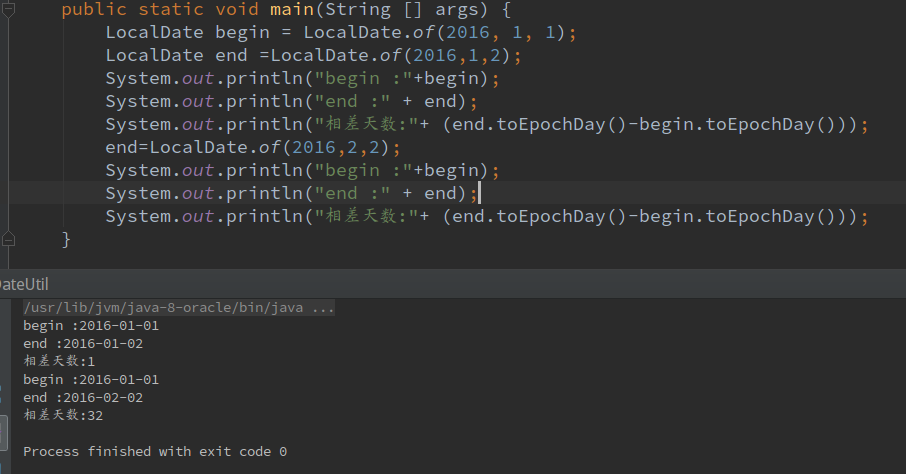 public static void main(String [] args) {
LocalDate begin = LocalDate.of(2016, 1, 1);
LocalDate end =LocalDate.of(2016,1,2);
System.out.println("begin :"+begin);
System.out.println("end :" + end);
System.out.println("相差天数:"+ (end.toEpochDay()-begin.toEpochDay()));
end=LocalDate.of(2016,2,2);
System.out.println("begin :"+begin);
System.out.println("end :" + end);
System.out.println("相差天数:"+ (end.toEpochDay()-begin.toEpochDay()));
}
DateUtil
/usr/lib/jvm/java-8-oracle/bin/java ...
begin :2016-01-01
end :2016-01-02
相差天数:1
begin :2016-01-01
end :2016-02-02
相差天数:32
Process finished with exit code 0